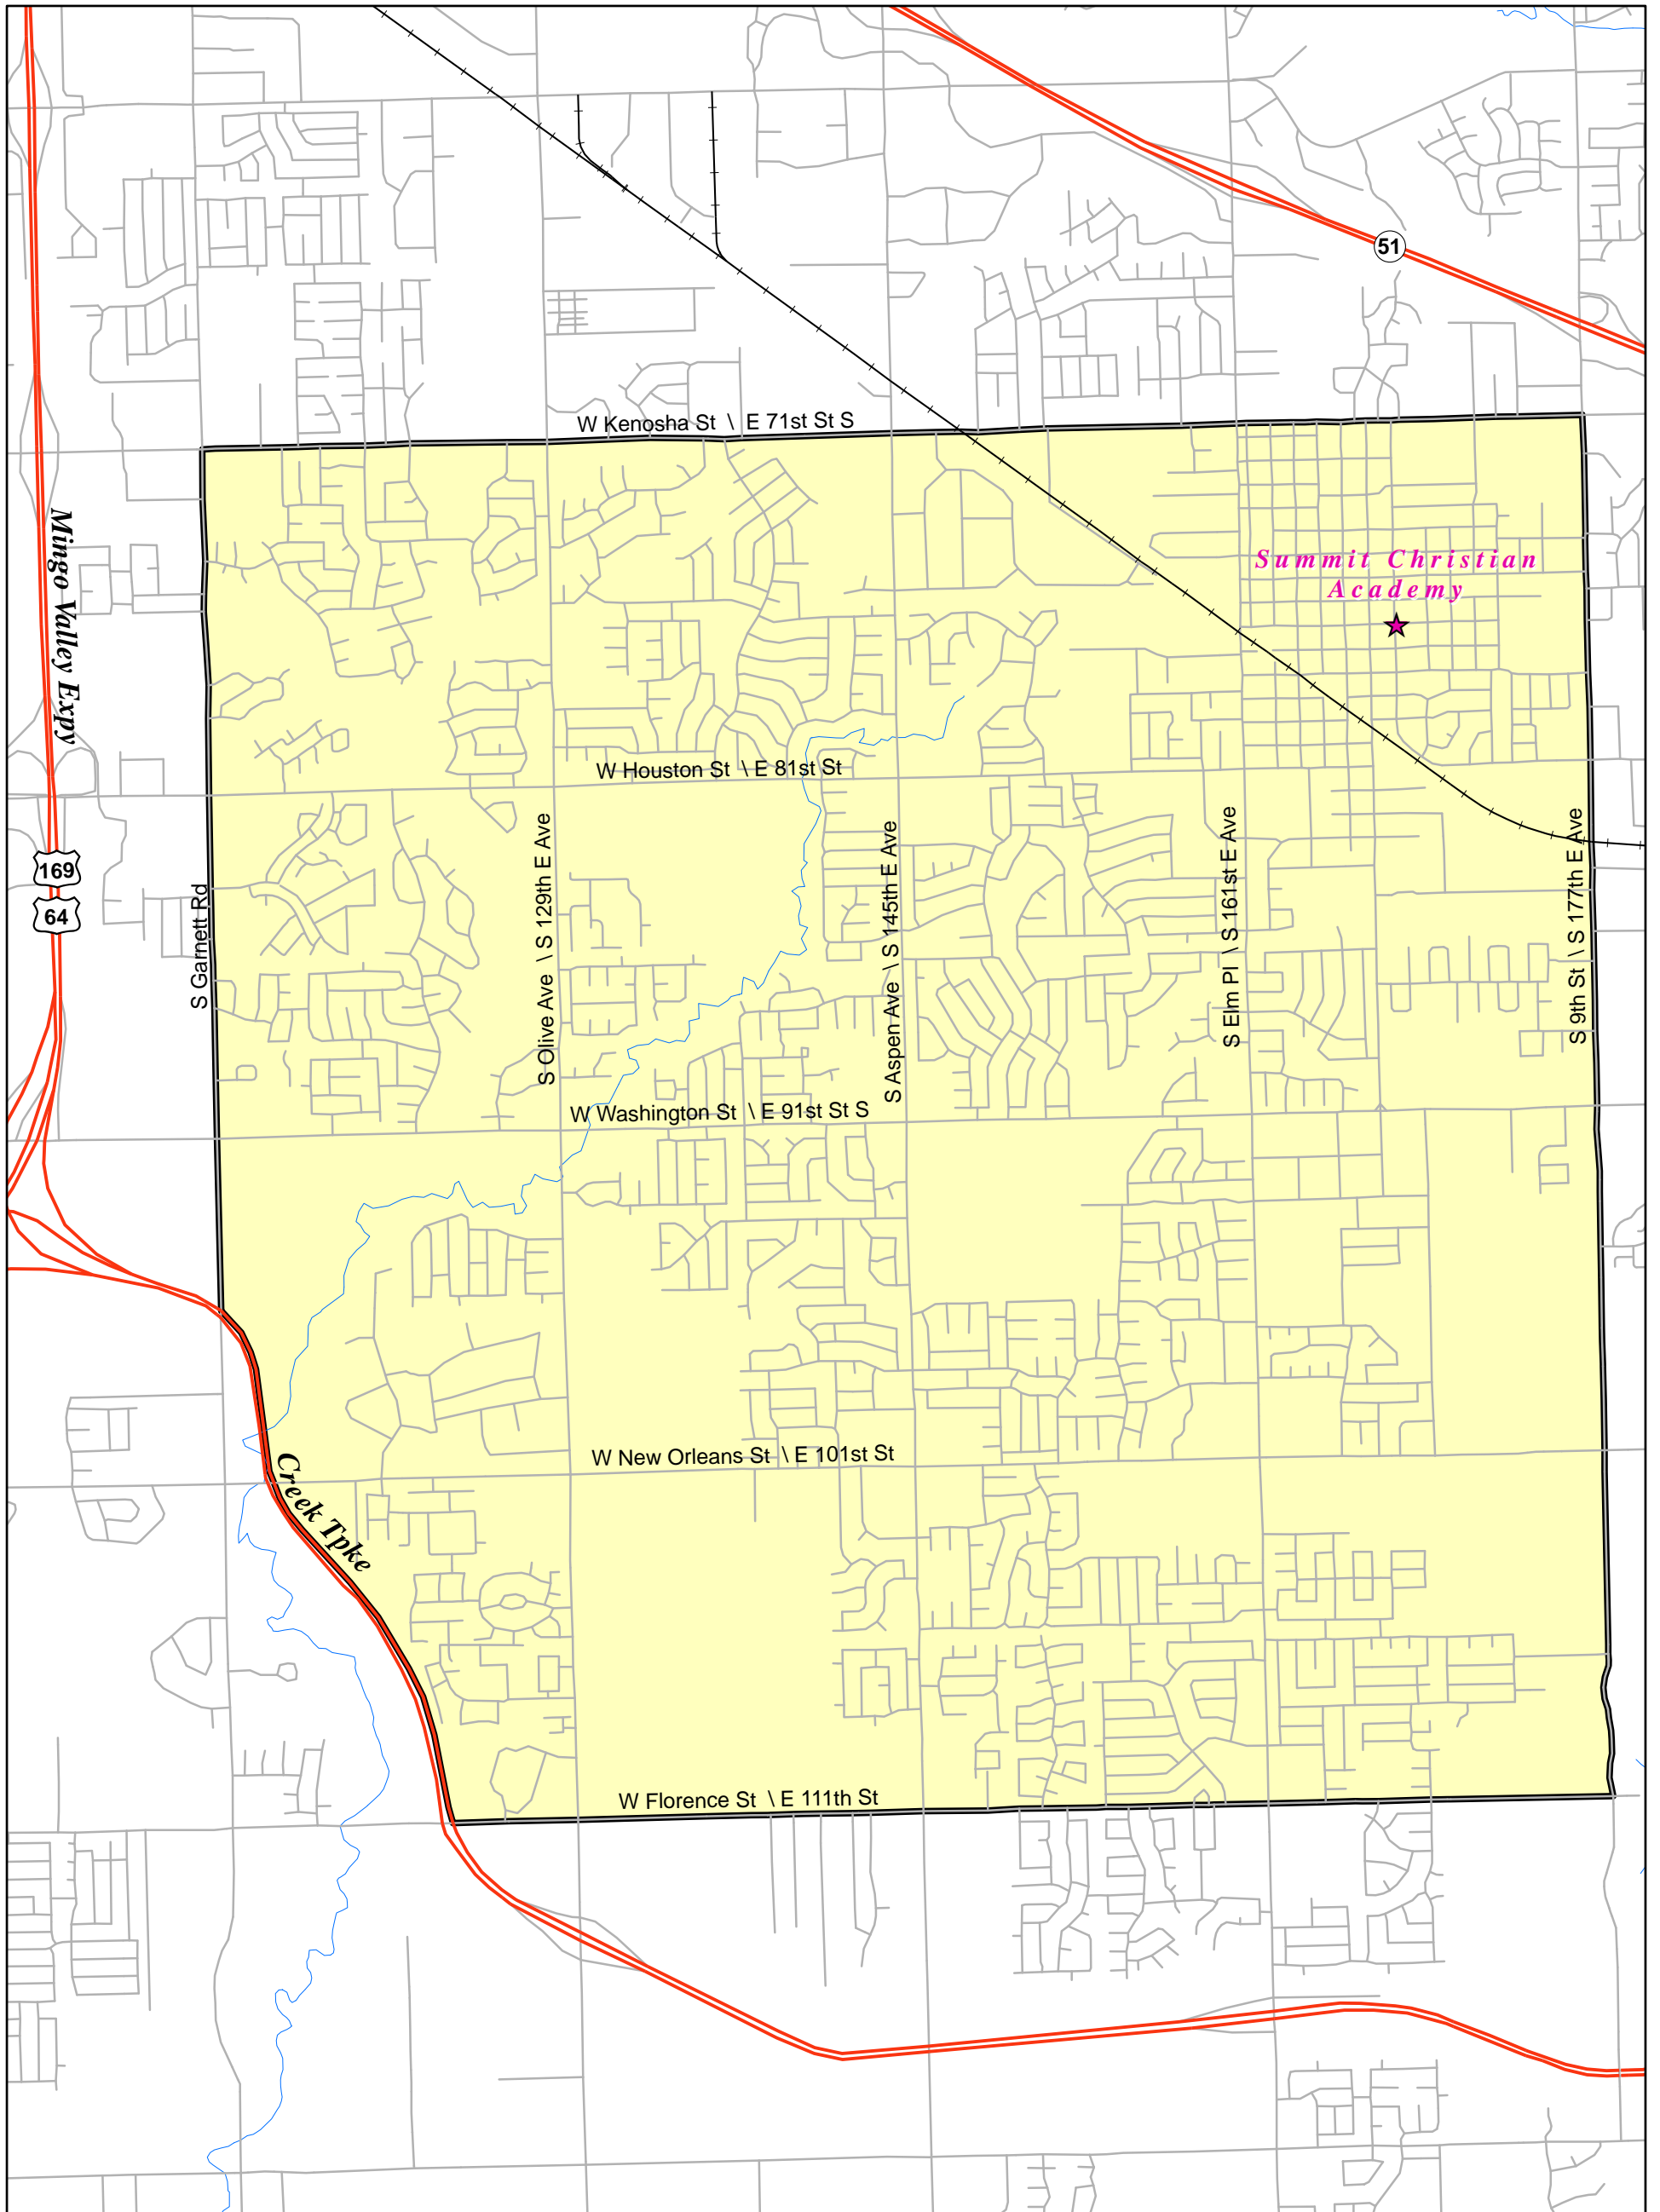 51
W Kenosha St \ E 71st St S
Mingo Valley Expy
Summit Christian
Academy
W Houston St \ E 81st St
169
64
S Garnett Rd
S Olive Ave \ S 129th E Ave
S Aspen Ave \ S 145th E Ave
S Elm Pl \ S 161st E Ave
S 9th St \ S 177th E Ave
W Washington St \ E 91st St S
W New Orleans St \ E 101st St
Creek Tpke
W Florence St \ E 111th St